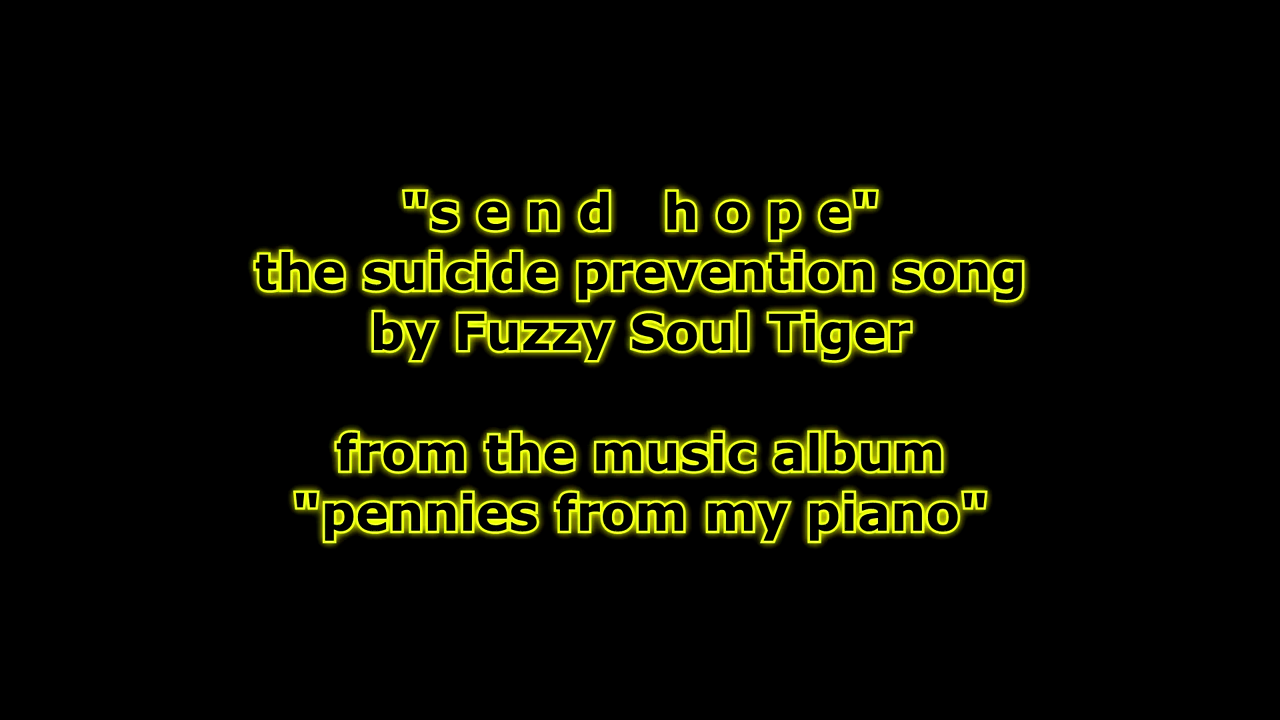 "s e n d   h o p e"
the suicide prevention song
by Fuzzy Soul Tiger
from the music album
"pennies from my piano"